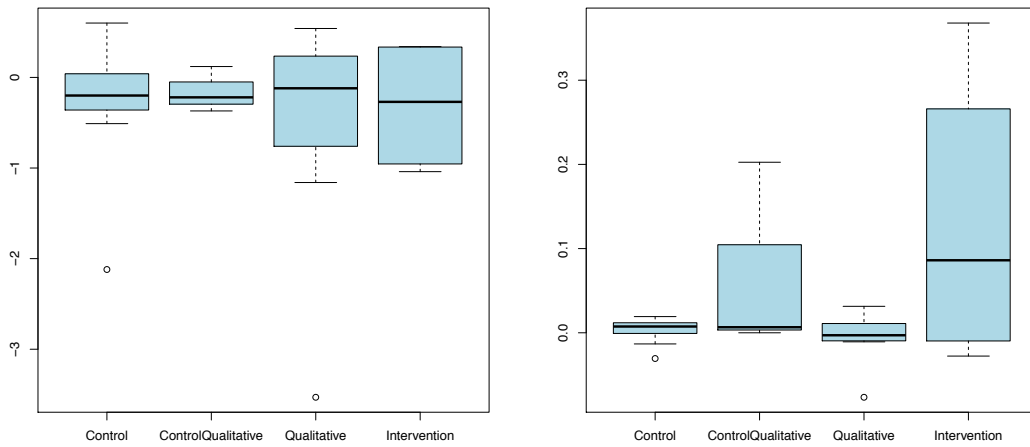 0
-1
-2
-3
Control
ControlQualitative
Qualitative
Intervention
0.3
0.2
0.1
0.0
Control
ControlQualitative
Qualitative
Intervention